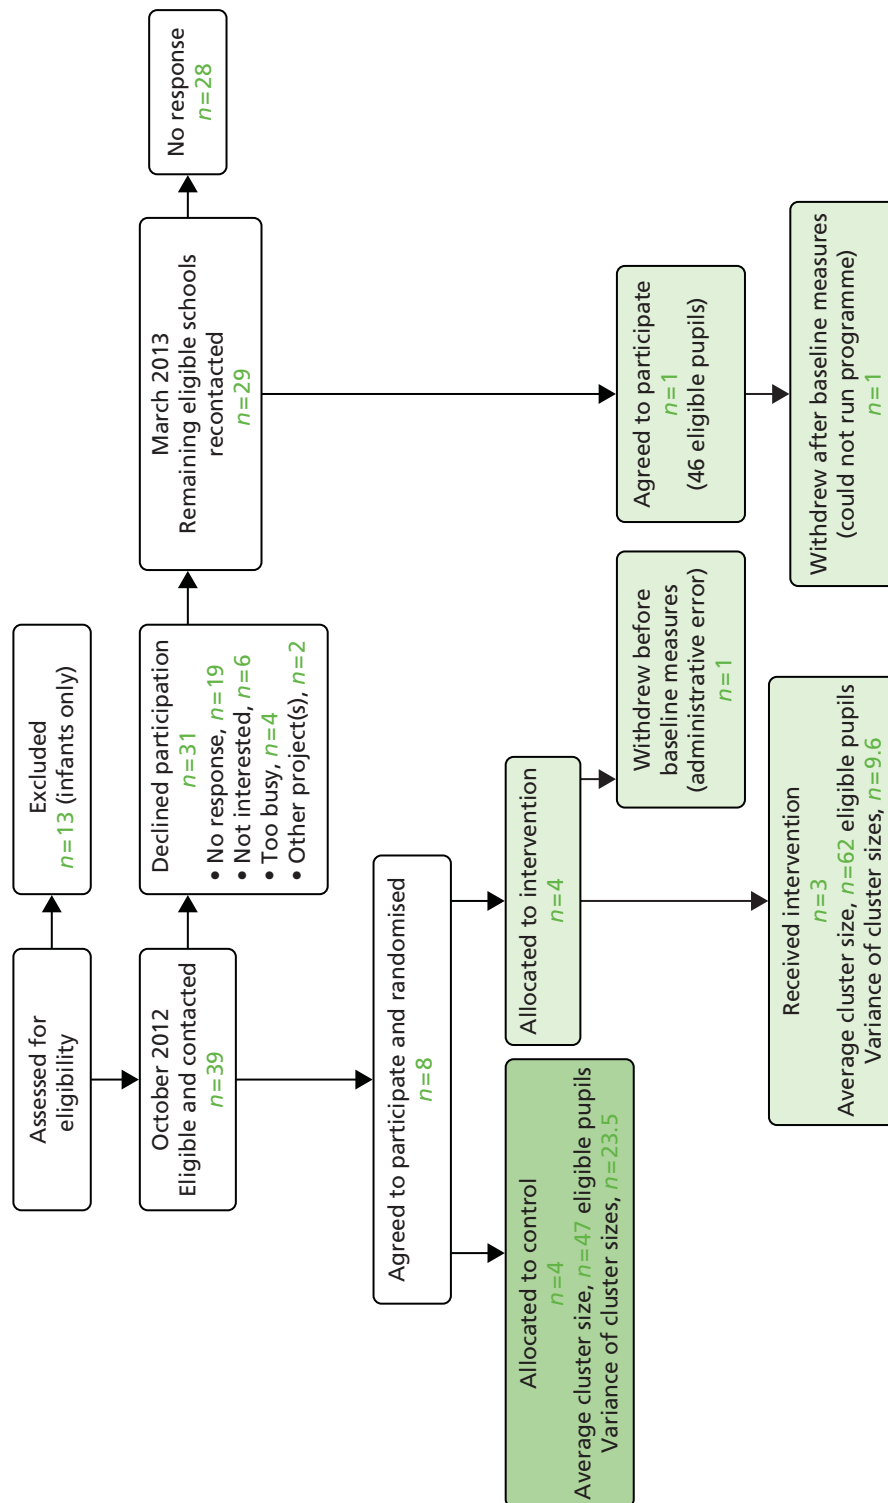 Assessed for
eligibility
Excluded
n=13 (infants only)
October 2012
Eligible and contacted
n=39
Declined participation
n=31
• No response, n=19
• Not interested, n=6
• Too busy, n=4
• Other project(s), n=2
March 2013
Remaining eligible schools
recontacted
n=29
No response
n=28
Agreed to participate and randomised
n=8
Allocated to control
n=4
Average cluster size, n=47 eligible pupils
Variance of cluster sizes, n=23.5
Allocated to intervention
n=4
Withdrew before
baseline measures
(administrative error)
n=1
Agreed to participate
n=1
(46 eligible pupils)
Received intervention
n=3
Average cluster size, n=62 eligible pupils
Variance of cluster sizes, n=9.6
Withdrew after baseline measures
(could not run programme)
n=1